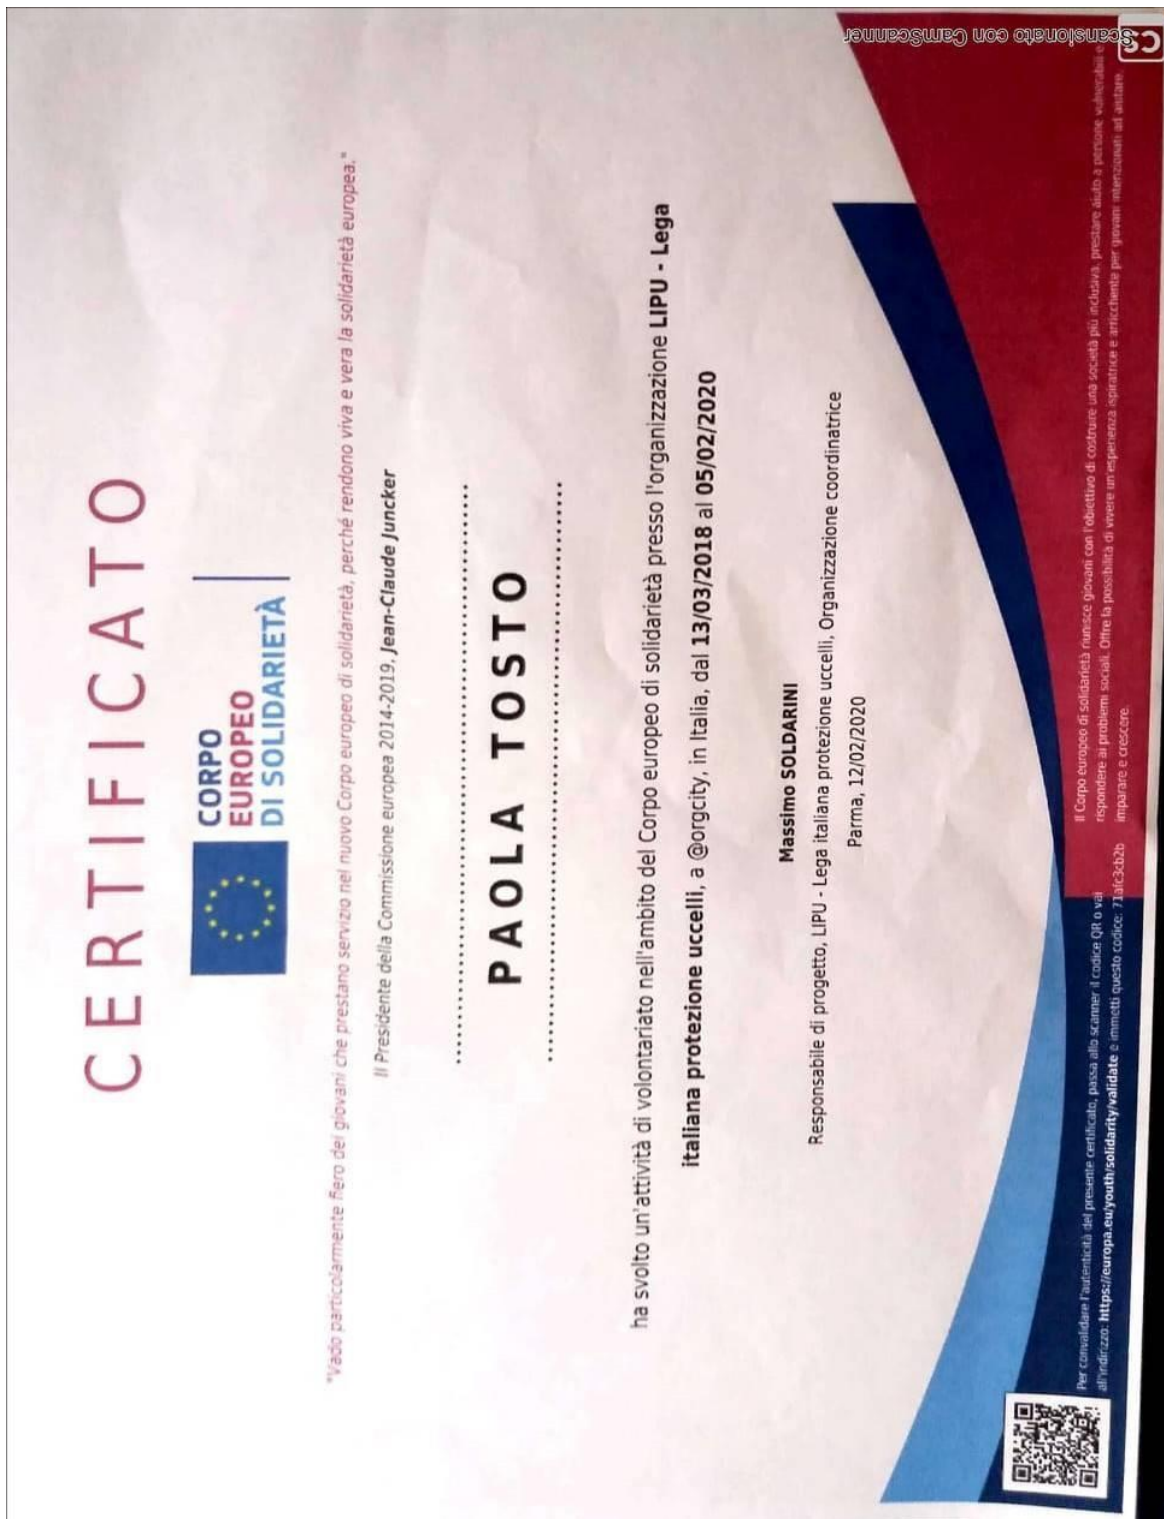 CERTIFICATO
CORPO
EUROPEO
DI SOLIDARIETÀ
"Vado particolarmente fiero dei giovani che prestano servizio nel nuovo Corpo europeo di solidarietà, perché rendono viva e vera la solidarietà europea."
Il Presidente della Commissione europea 2014-2019, Jean-Claude Juncker
PAOLA TOSTO
ha svolto un'attività di volontariato nell'ambito del Corpo europeo di solidarietà presso l'organizzazione LIPU - Lega
italiana protezione uccelli, a @orgcity, in Italia, dal 13/03/2018 al 05/02/2020
Massimo SOLDARINI
Responsabile di progetto, LIPU - Lega italiana protezione uccelli, Organizzazione coordinatrice
Parma, 12/02/2020
Per convalidare l'autenticità del presente certificato, passa allo scanner il codice QR o vai
all'indirizzo: https://europa.eu/youth/solidarity/validate e immetti questo codice: 71afc3cb2b
Il Corpo europeo di solidarietà riunisce giovani con l'obiettivo di costruire una società più inclusiva, prestare aiuto a persone vulnerabili e
rispondere ai problemi sociali. Offre la possibilità di vivere un'esperienza ispiratrice e arricchente per giovani intenzionati ad aiutare,
imparare e crescere.
CS
Scansionato con CamScanner